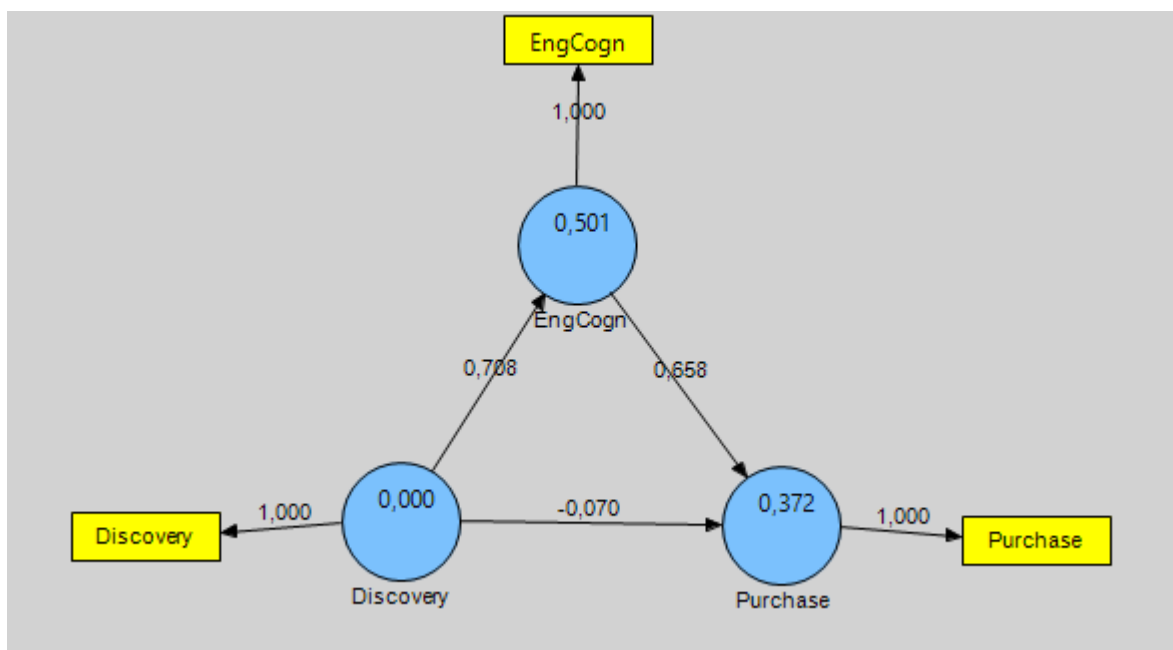 EngCogn
1,000
0,501
EngCogn
0,708
0,658
0,000
-0,070
0,372
1,000
1,000
Discovery
Purchase
Discovery
Purchase